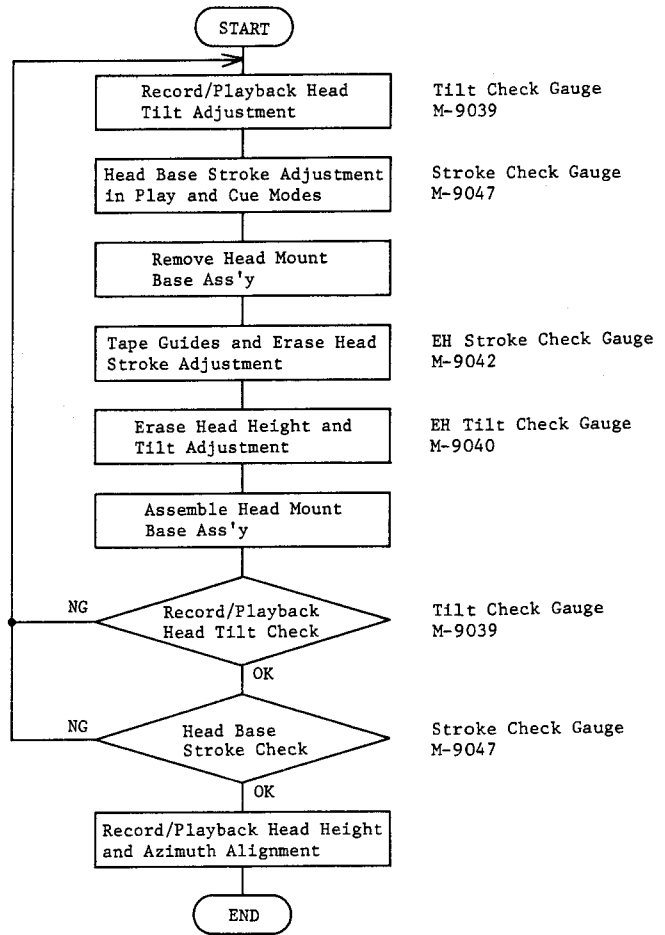 START
Record/Playback Head
Tilt Adjustment
Tilt Check Gauge
M-9039
Head Base Stroke Adjustment
in Play and Cue Modes
Stroke Check Gauge
M-9047
Remove Head Mount
Base Ass'y
Tape Guides and Erase Head
Stroke Adjustment
EH Stroke Check Gauge
M-9042
Erase Head Height and
Tilt Adjustment
EH Tilt Check Gauge
M-9040
Assemble Head Mount
Base Ass'y
NG
Record/Playback
Head Tilt Check
Tilt Check Gauge
M-9039
OK
NG
Head Base
Stroke Check
Stroke Check Gauge
M-9047
OK
Record/Playback Head Height
and Azimuth Alignment
END